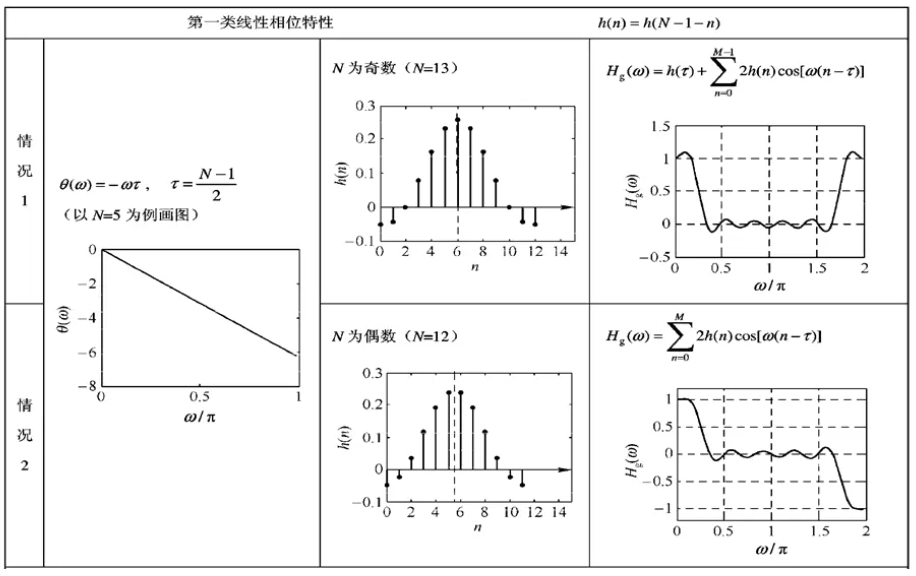 第一类线性相位特性 h(n) = h(N−1−n)
情况1
θ(ω) = −ωτ， τ = (N−1)/2
（以 N=5 为例画图）
0
−2
−4
−6
−8
θ(ω)
0 0.5 1
ω/π
N 为奇数（N=13）
0.3
0.2
0.1
0
−0.1
h(n)
0 2 4 6 8 10 12 14
n
H_g(ω) = h(τ) + ∑_{n=0}^{M−1} 2h(n)cos[ω(n−τ)]
1.5
1
0.5
0
−0.5
H_g(ω)
0 0.5 1 1.5 2
ω/π
情况2
N 为偶数（N=12）
0.3
0.2
0.1
0
−0.1
h(n)
0 2 4 6 8 10 12 14
n
H_g(ω) = ∑_{n=0}^{M} 2h(n)cos[ω(n−τ)]
1
0.5
0
−0.5
−1
H_g(ω)
0 0.5 1 1.5 2
ω/π